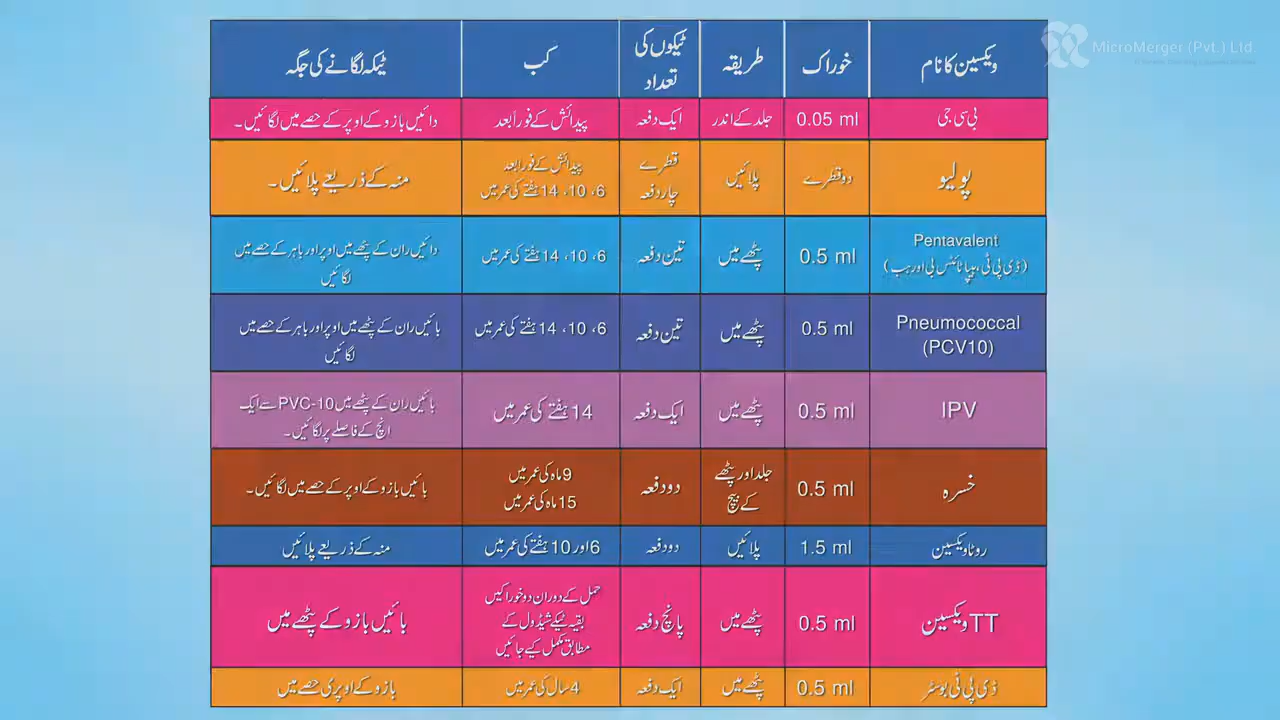 MicroMerger (Pvt.) Ltd.
ویکسین کا نام
خوراک
طریقہ
ٹیکوں کی
تعداد
کب
ٹیکہ لگانے کی جگہ
بی سی جی
0.05 ml
جلد کے اندر
ایک دفعہ
پیدائش کے فوراً بعد
دائیں بازو کے اوپر کے حصے میں لگائیں۔
پولیو
دو قطرے
پلائیں
قطرے
چار دفعہ
پیدائش کے فوراً بعد
6، 10، 14 ہفتے کی عمر میں
منہ کے ذریعے پلائیں۔
Pentavalent
(ڈی پی ٹی، ہیپاٹائٹس بی اور ہب)
0.5 ml
پٹھے میں
تین دفعہ
6، 10، 14 ہفتے کی عمر میں
دائیں ران کے پٹھے میں اوپر اور باہر کے حصے میں
لگائیں
Pneumococcal
(PCV10)
0.5 ml
پٹھے میں
تین دفعہ
6، 10، 14 ہفتے کی عمر میں
بائیں ران کے پٹھے میں اوپر اور باہر کے حصے میں
لگائیں
IPV
0.5 ml
پٹھے میں
ایک دفعہ
14 ہفتے کی عمر میں
بائیں ران کے پٹھے میں PVC-10 سے ایک
انچ کے فاصلے پر لگائیں۔
خسرہ
0.5 ml
جلد اور پٹھے
کے بیچ
دو دفعہ
9 ماہ کی عمر میں
15 ماہ کی عمر میں
بائیں بازو کے اوپر کے حصے میں لگائیں۔
روٹا ویکسین
1.5 ml
پلائیں
دو دفعہ
6 اور 10 ہفتے کی عمر میں
منہ کے ذریعے پلائیں
TT ویکسین
0.5 ml
پٹھے میں
پانچ دفعہ
حمل کے دوران دو خوراکیں
بقیہ ٹیکے شیڈول کے
مطابق مکمل کیے جائیں
بائیں بازو کے پٹھے میں
ڈی پی ٹی بوسٹر
0.5 ml
پٹھے میں
ایک دفعہ
4 سال کی عمر میں
بازو کے اوپری حصے میں